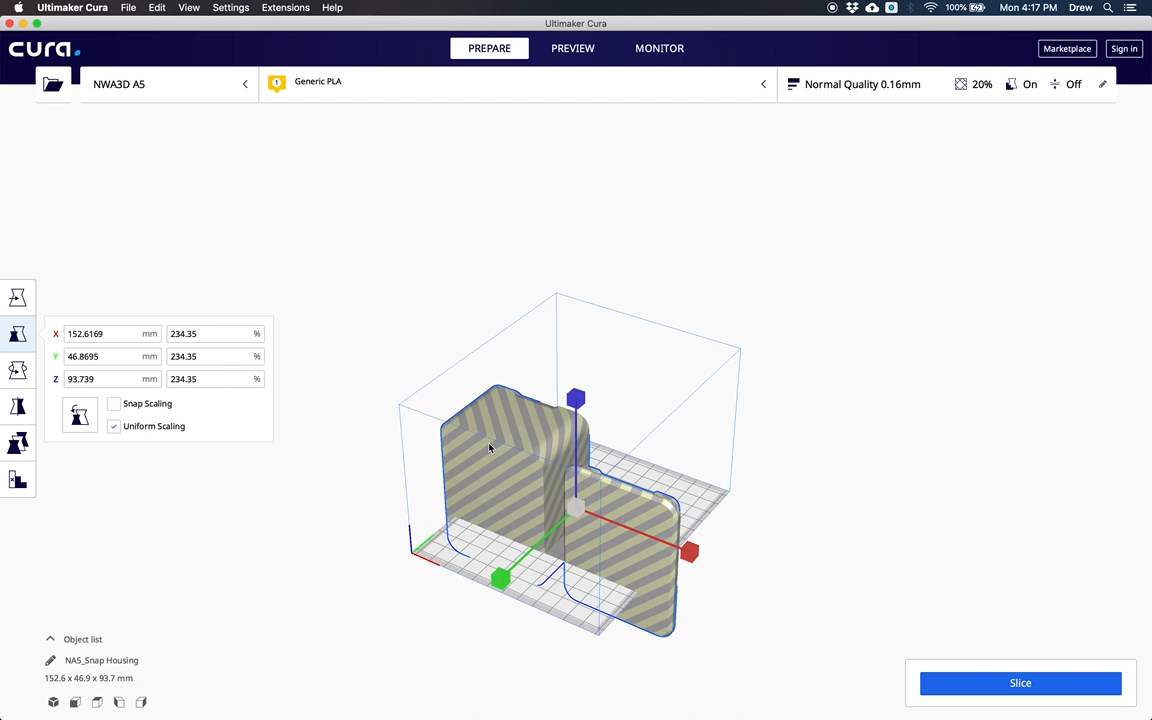 Ultimaker Cura File Edit View Settings Extensions Help 100% Mon 4:17 PM Drew
Ultimaker Cura
cura. PREPARE PREVIEW MONITOR Marketplace Sign in
NWA3D A5 1 Generic PLA Normal Quality 0.16mm 20% On Off
X 152.6169 mm 234.35 %
Y 46.8695 mm 234.35 %
Z 93.739 mm 234.35 %
Snap Scaling
Uniform Scaling
Object list
NA5_Snap Housing
152.6 x 46.9 x 93.7 mm
Slice